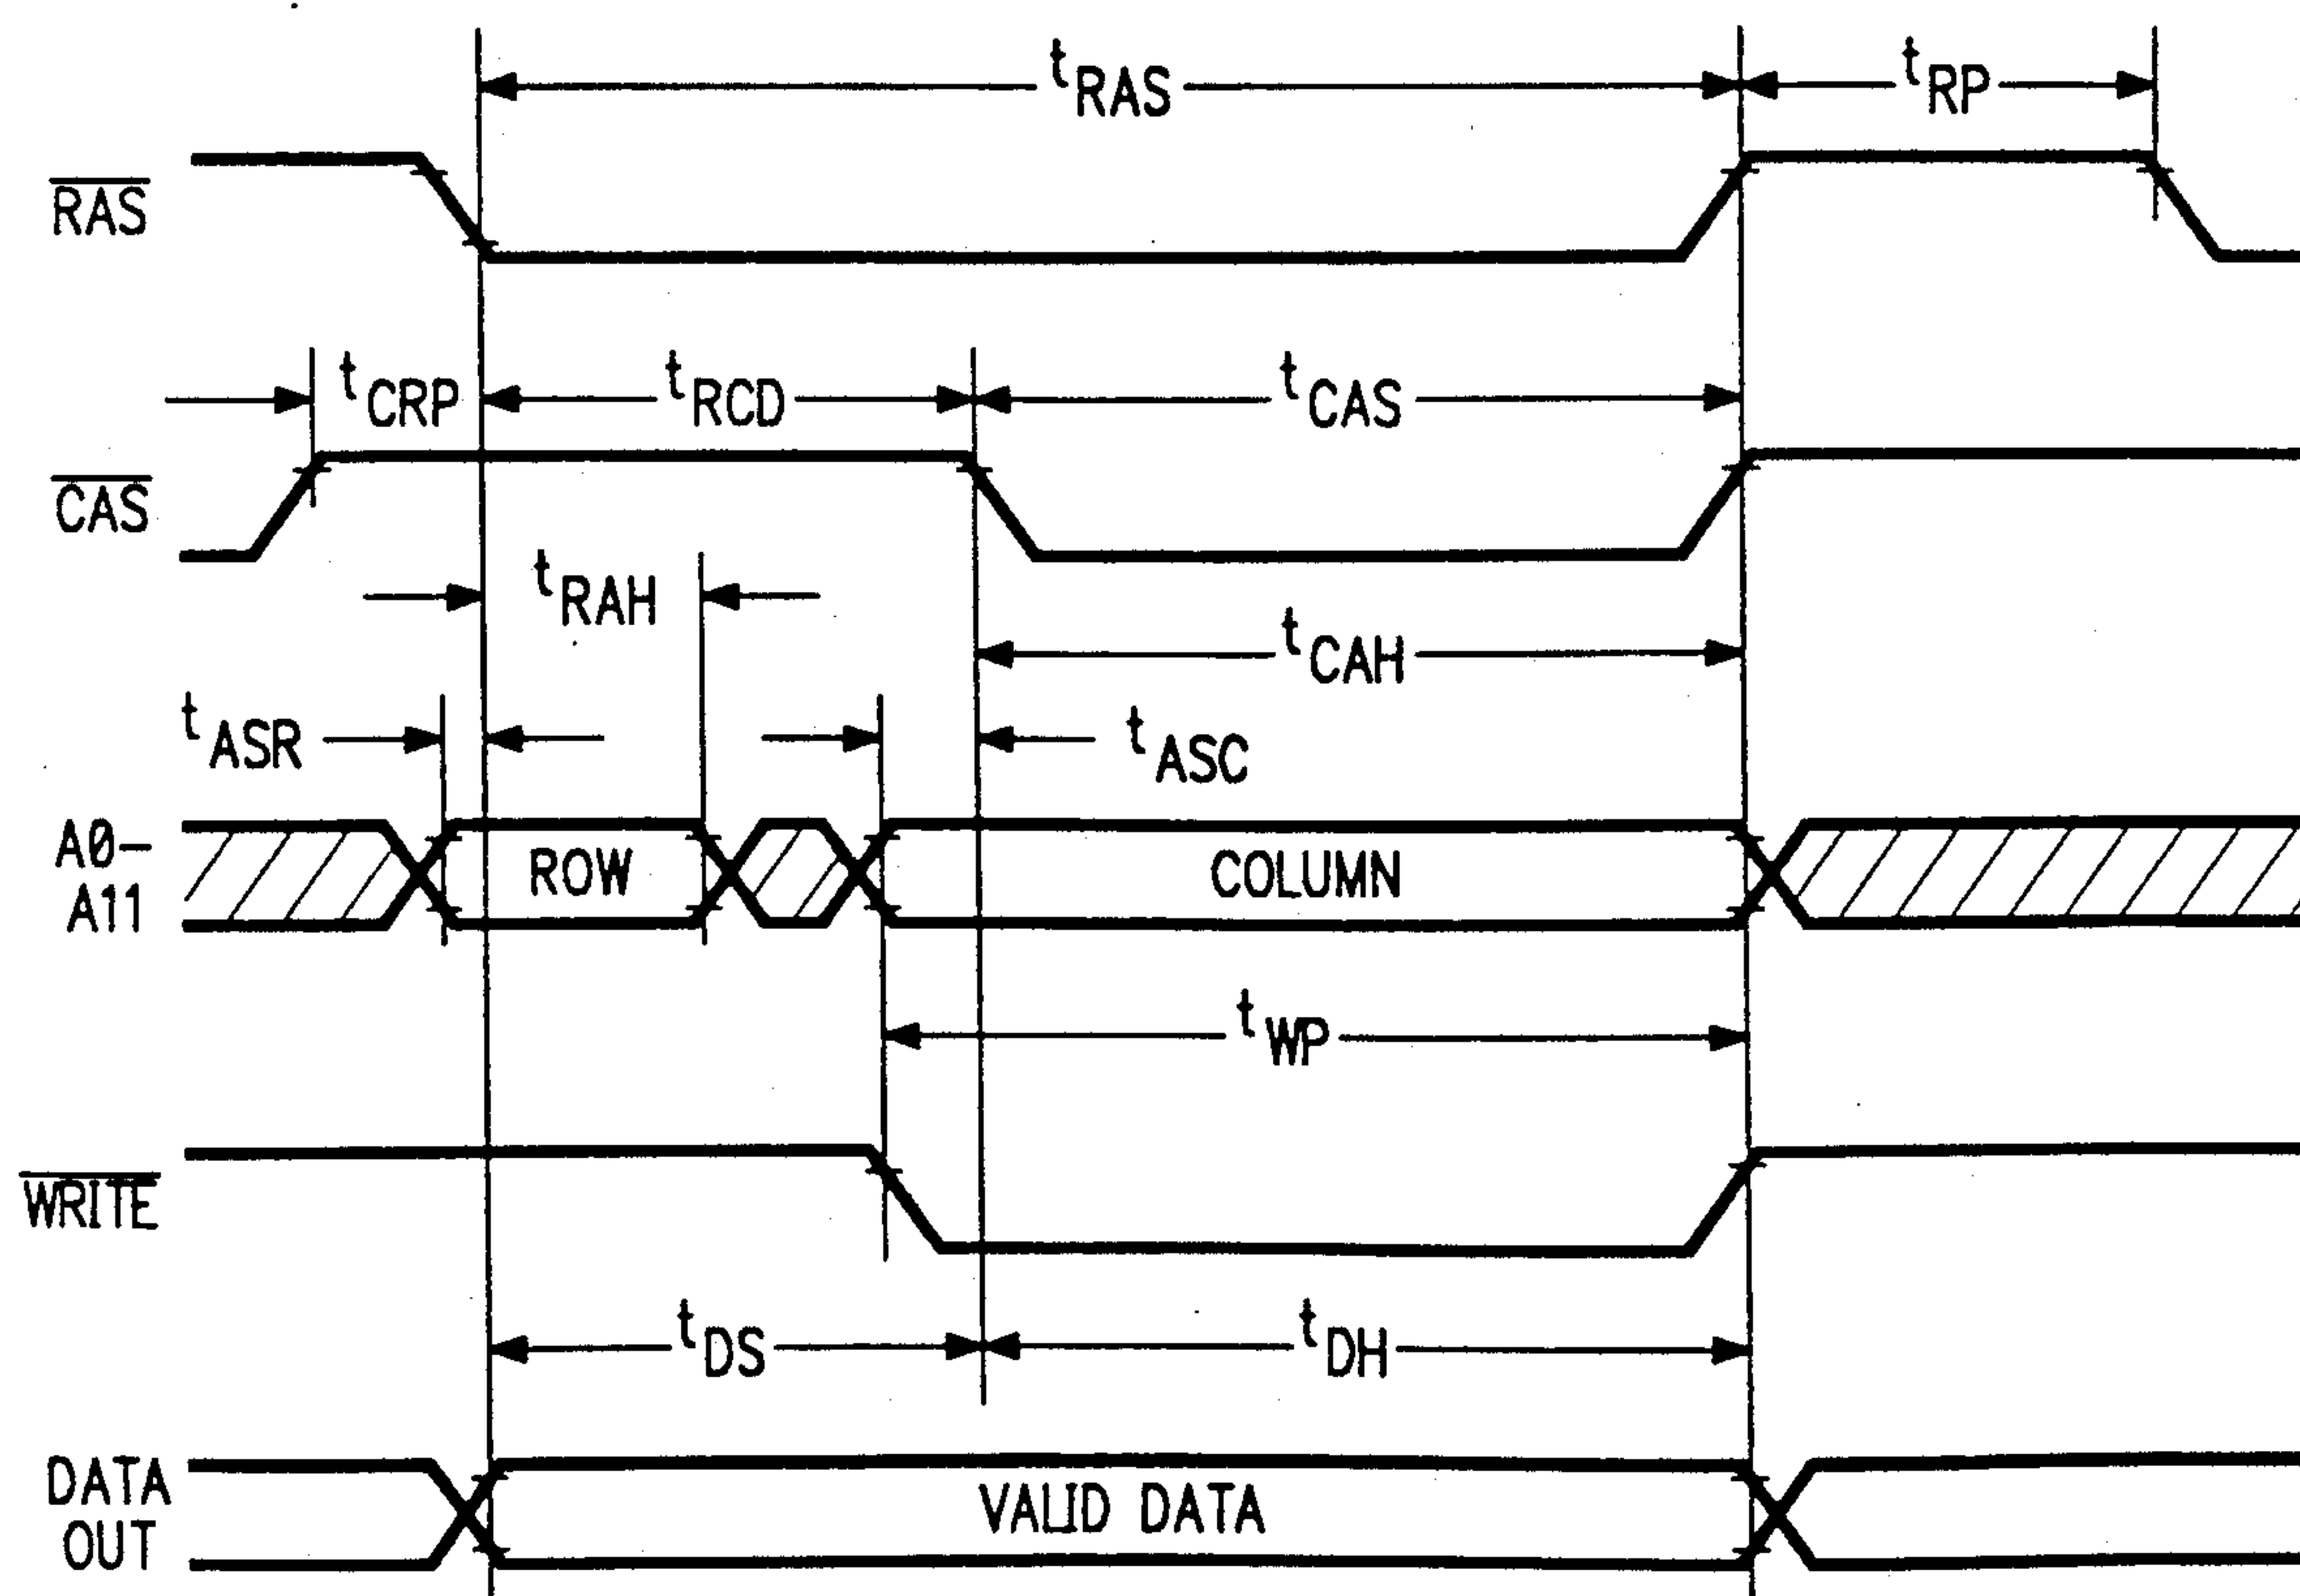 tRAS tRP
RAS
tCRP tRCD tCAS
CAS
tRAH
tCAH
tASR tASC
A0-
A11
ROW COLUMN
tWP
WRITE
tDS tDH
DATA
OUT
VALID DATA